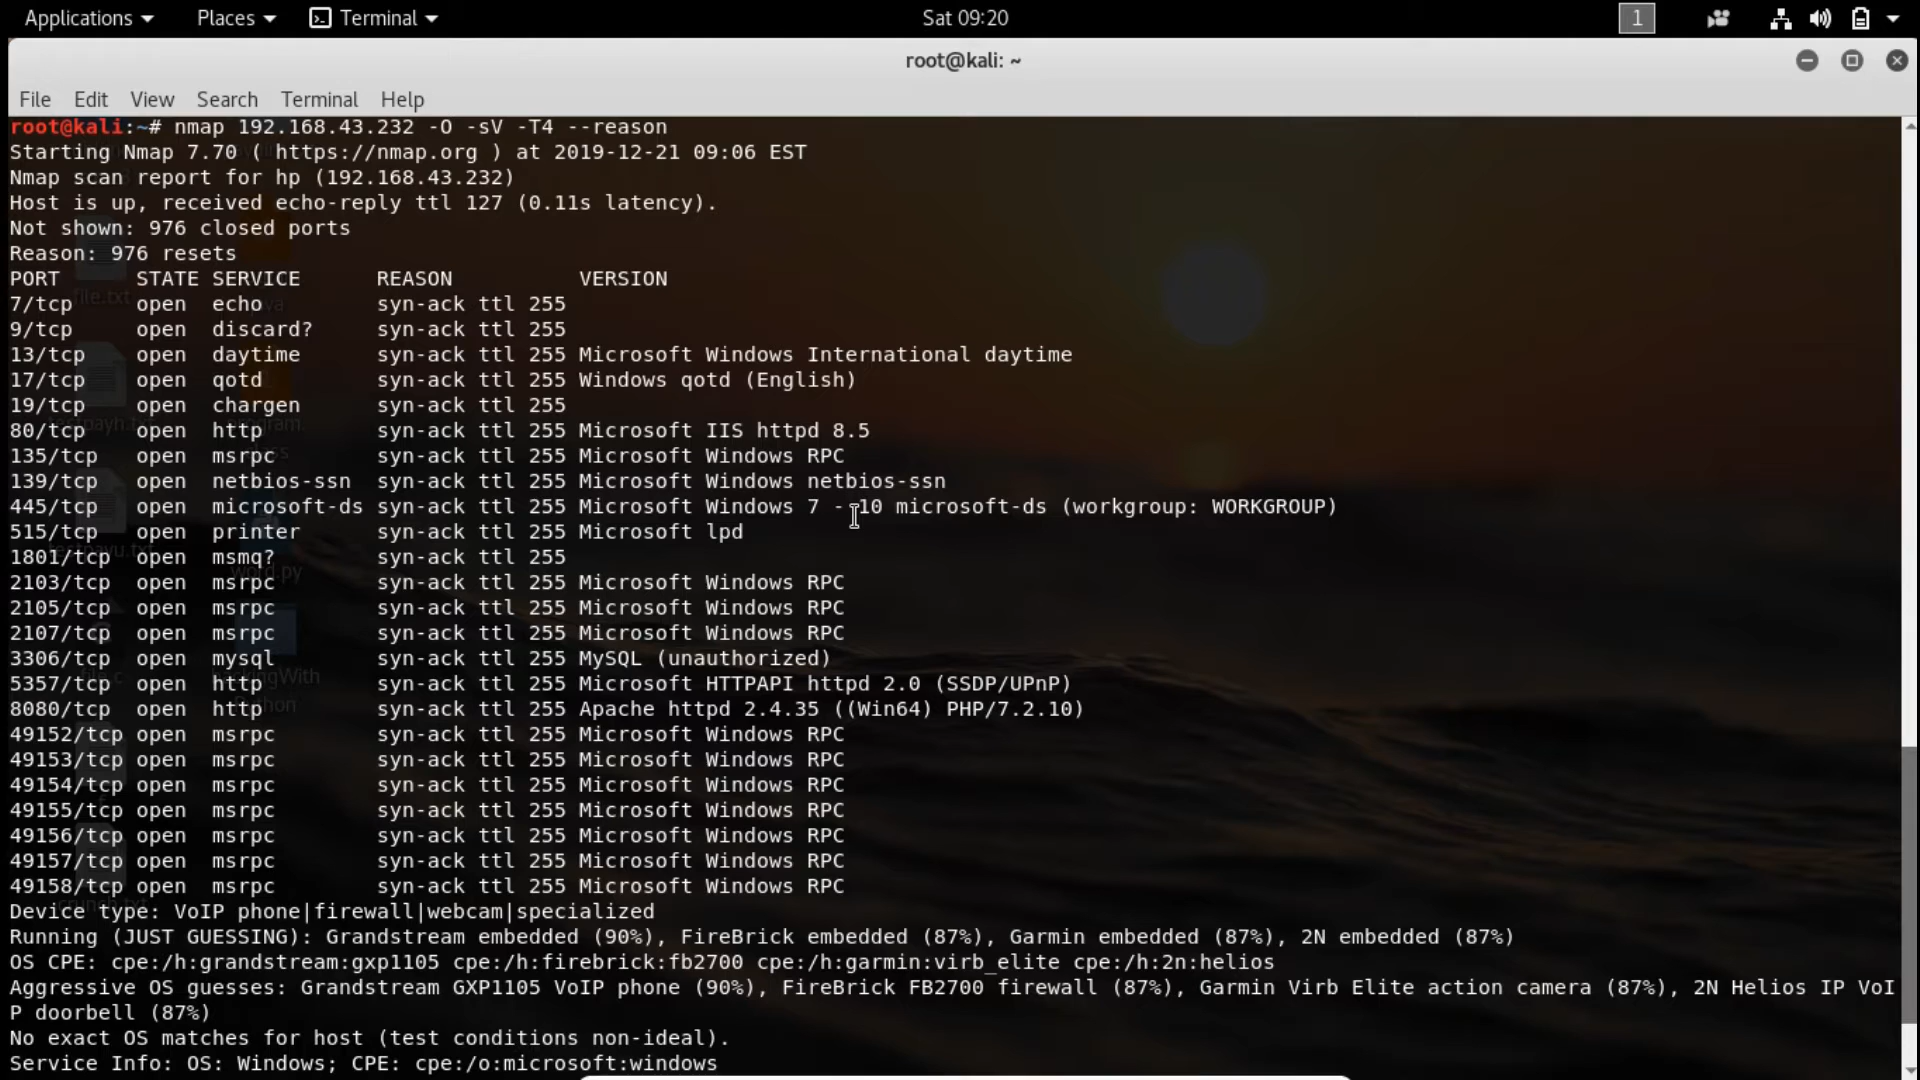 Applications Places Terminal Sat 09:20 1
root@kali: ~
File Edit View Search Terminal Help
root@kali:~# nmap 192.168.43.232 -O -sV -T4 --reason
Starting Nmap 7.70 ( https://nmap.org ) at 2019-12-21 09:06 EST
Nmap scan report for hp (192.168.43.232)
Host is up, received echo-reply ttl 127 (0.11s latency).
Not shown: 976 closed ports
Reason: 976 resets
PORT STATE SERVICE REASON VERSION
7/tcp open echo syn-ack ttl 255
9/tcp open discard? syn-ack ttl 255
13/tcp open daytime syn-ack ttl 255 Microsoft Windows International daytime
17/tcp open qotd syn-ack ttl 255 Windows qotd (English)
19/tcp open chargen syn-ack ttl 255
80/tcp open http syn-ack ttl 255 Microsoft IIS httpd 8.5
135/tcp open msrpc syn-ack ttl 255 Microsoft Windows RPC
139/tcp open netbios-ssn syn-ack ttl 255 Microsoft Windows netbios-ssn
445/tcp open microsoft-ds syn-ack ttl 255 Microsoft Windows 7 - 10 microsoft-ds (workgroup: WORKGROUP)
515/tcp open printer syn-ack ttl 255 Microsoft lpd
1801/tcp open msmq? syn-ack ttl 255
2103/tcp open msrpc syn-ack ttl 255 Microsoft Windows RPC
2105/tcp open msrpc syn-ack ttl 255 Microsoft Windows RPC
2107/tcp open msrpc syn-ack ttl 255 Microsoft Windows RPC
3306/tcp open mysql syn-ack ttl 255 MySQL (unauthorized)
5357/tcp open http syn-ack ttl 255 Microsoft HTTPAPI httpd 2.0 (SSDP/UPnP)
8080/tcp open http syn-ack ttl 255 Apache httpd 2.4.35 ((Win64) PHP/7.2.10)
49152/tcp open msrpc syn-ack ttl 255 Microsoft Windows RPC
49153/tcp open msrpc syn-ack ttl 255 Microsoft Windows RPC
49154/tcp open msrpc syn-ack ttl 255 Microsoft Windows RPC
49155/tcp open msrpc syn-ack ttl 255 Microsoft Windows RPC
49156/tcp open msrpc syn-ack ttl 255 Microsoft Windows RPC
49157/tcp open msrpc syn-ack ttl 255 Microsoft Windows RPC
49158/tcp open msrpc syn-ack ttl 255 Microsoft Windows RPC
Device type: VoIP phone|firewall|webcam|specialized
Running (JUST GUESSING): Grandstream embedded (90%), FireBrick embedded (87%), Garmin embedded (87%), 2N embedded (87%)
OS CPE: cpe:/h:grandstream:gxp1105 cpe:/h:firebrick:fb2700 cpe:/h:garmin:virb_elite cpe:/h:2n:helios
Aggressive OS guesses: Grandstream GXP1105 VoIP phone (90%), FireBrick FB2700 firewall (87%), Garmin Virb Elite action camera (87%), 2N Helios IP VoI
P doorbell (87%)
No exact OS matches for host (test conditions non-ideal).
Service Info: OS: Windows; CPE: cpe:/o:microsoft:windows